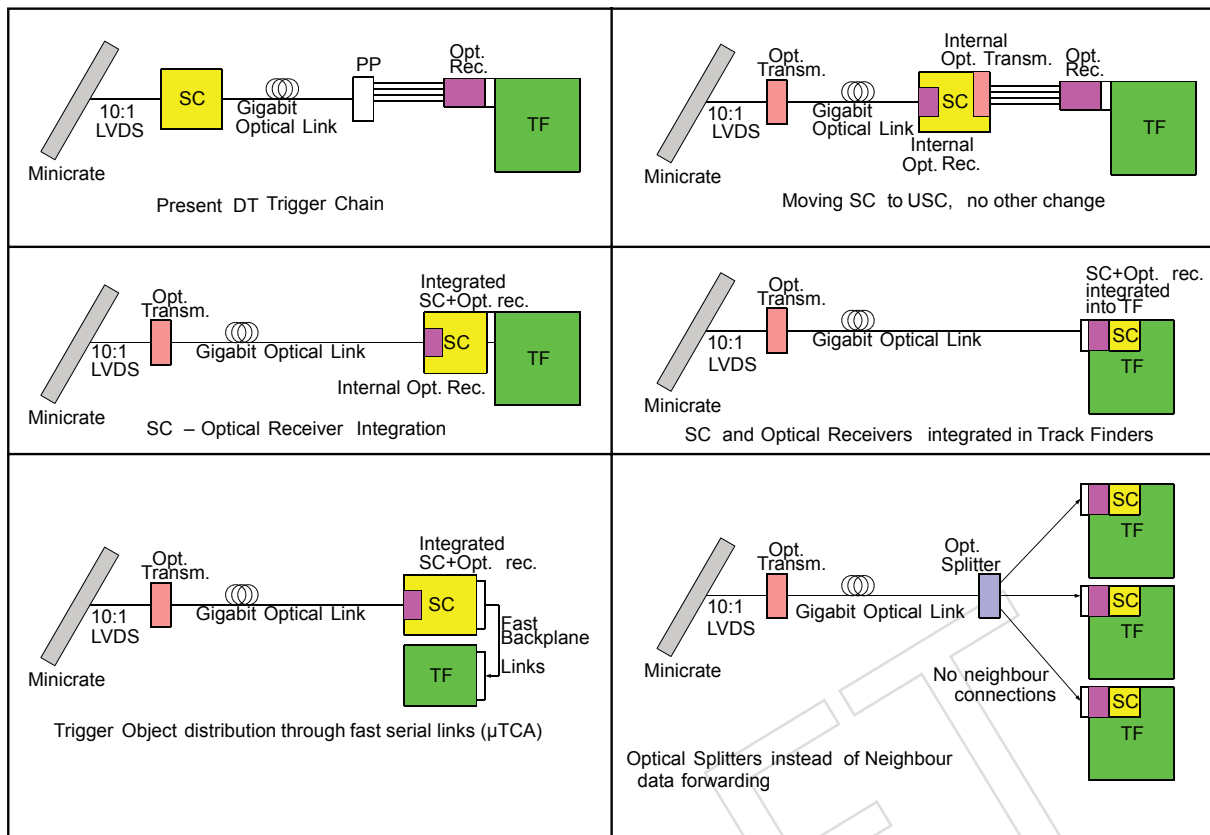 PP
Opt.
Rec.
SC
TF
10:1
LVDS
Gigabit
Optical Link
Minicrate
Present DT Trigger Chain
Internal
Opt. Transm.
Opt.
Transm.
Opt.
Rec.
SC
TF
10:1
LVDS
Gigabit
Optical Link
Internal
Opt. Rec.
Minicrate
Moving SC to USC, no other change
Integrated
SC+Opt. rec.
Opt.
Transm.
SC
TF
10:1
LVDS
Gigabit Optical Link
Internal Opt. Rec.
Minicrate
SC – Optical Receiver Integration
SC+Opt. rec.
integrated
into TF
Opt.
Transm.
SC
TF
10:1
LVDS
Gigabit Optical Link
Minicrate
SC and Optical Receivers integrated in Track Finders
Integrated
SC+Opt. rec.
Opt.
Transm.
SC
10:1
LVDS
Gigabit Optical Link
Fast
Backplane
Links
TF
Minicrate
Trigger Object distribution through fast serial links (µTCA)
SC
TF
Opt.
Splitter
Opt.
Transm.
10:1
LVDS
Gigabit Optical Link
SC
TF
No neighbour
connections
SC
TF
Minicrate
Optical Splitters instead of Neighbour
data forwarding